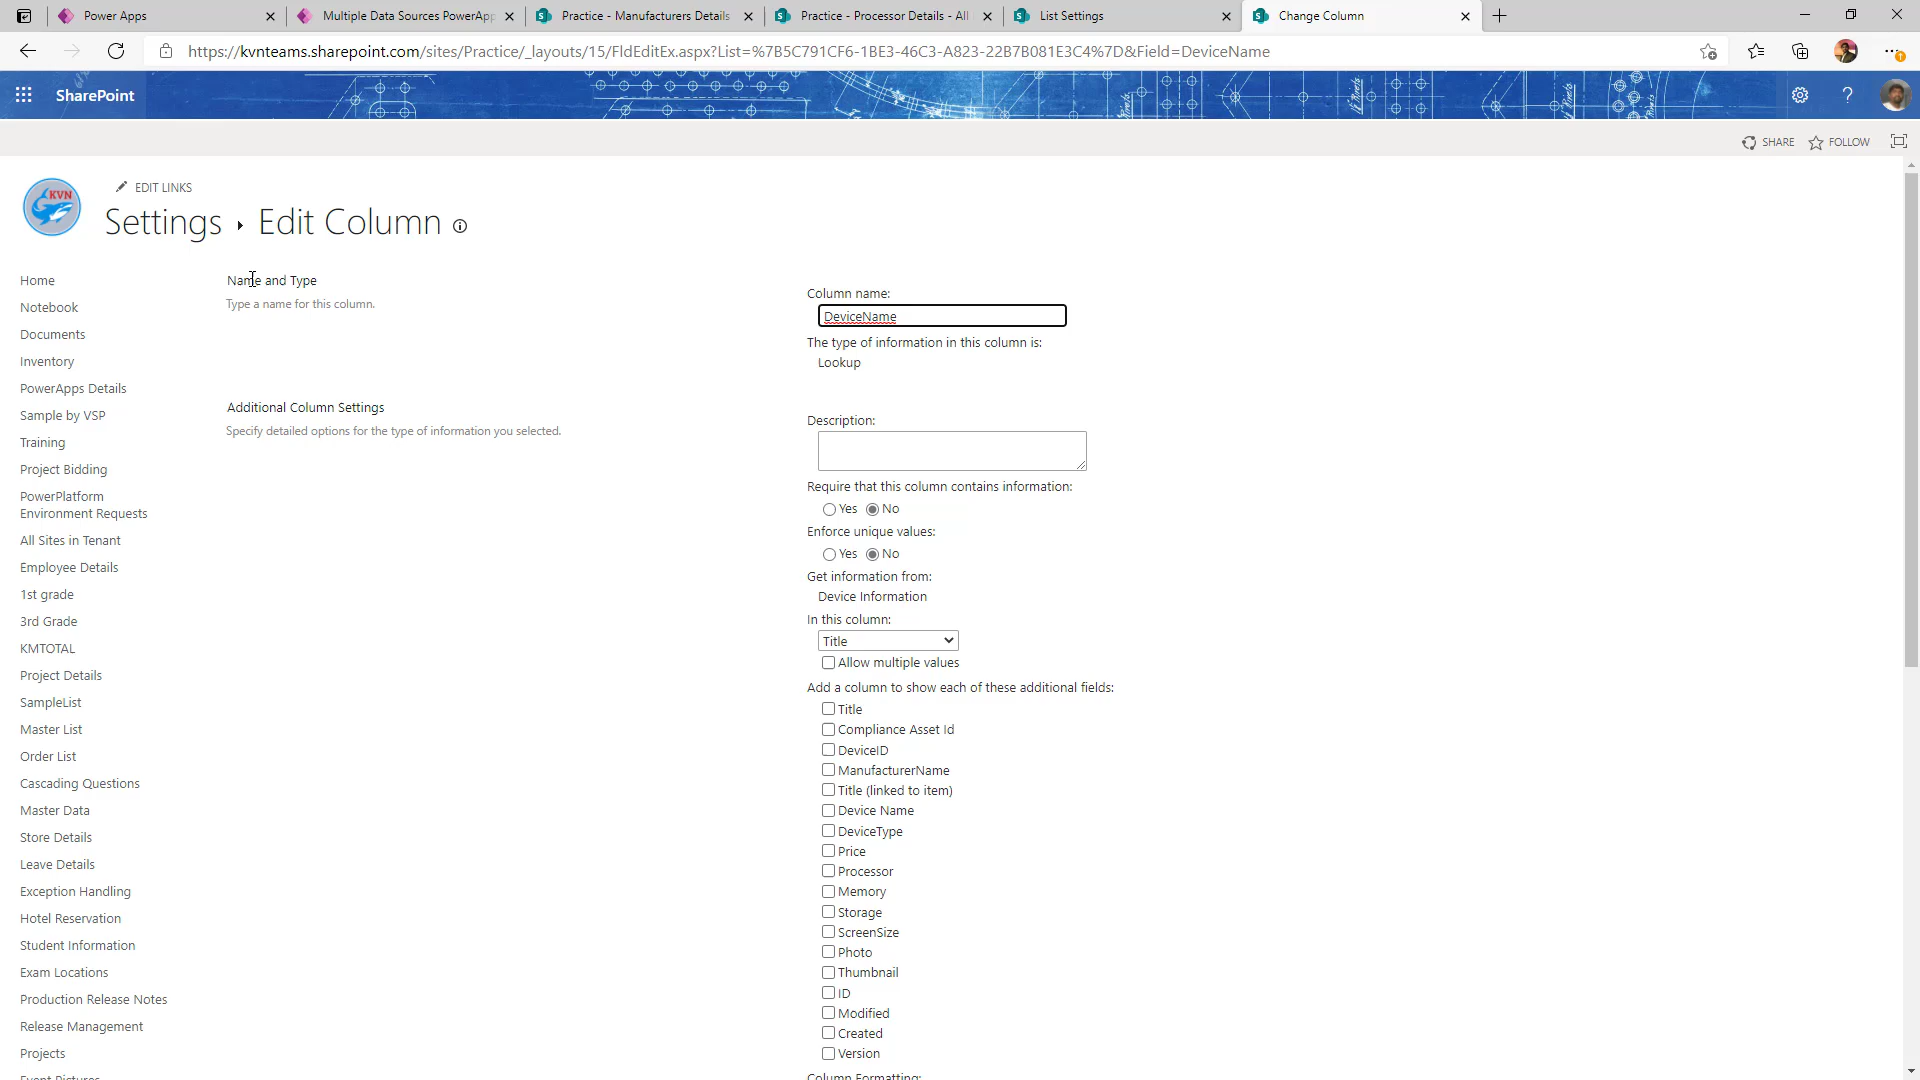 Power Apps
Multiple Data Sources PowerApp
Practice - Manufacturers Details
Practice - Processor Details - All
List Settings
Change Column
https://kvnteams.sharepoint.com/sites/Practice/_layouts/15/FldEditEx.aspx?List=%7B5C791CF6-1BE3-46C3-A823-22B7B081E3C4%7D&Field=DeviceName
SharePoint
SHARE
FOLLOW
KVN
EDIT LINKS
Settings ▸ Edit Column
Home
Notebook
Documents
Inventory
PowerApps Details
Sample by VSP
Training
Project Bidding
PowerPlatform
Environment Requests
All Sites in Tenant
Employee Details
1st grade
3rd Grade
KMTOTAL
Project Details
SampleList
Master List
Order List
Cascading Questions
Master Data
Store Details
Leave Details
Exception Handling
Hotel Reservation
Student Information
Exam Locations
Production Release Notes
Release Management
Projects
Event Pictures
Name and Type
Type a name for this column.
Additional Column Settings
Specify detailed options for the type of information you selected.
Column name:
DeviceName
The type of information in this column is:
Lookup
Description:
Require that this column contains information:
Yes No
Enforce unique values:
Yes No
Get information from:
Device Information
In this column:
Title
Allow multiple values
Add a column to show each of these additional fields:
Title
Compliance Asset Id
DeviceID
ManufacturerName
Title (linked to item)
Device Name
DeviceType
Price
Processor
Memory
Storage
ScreenSize
Photo
Thumbnail
ID
Modified
Created
Version
Column Formatting: